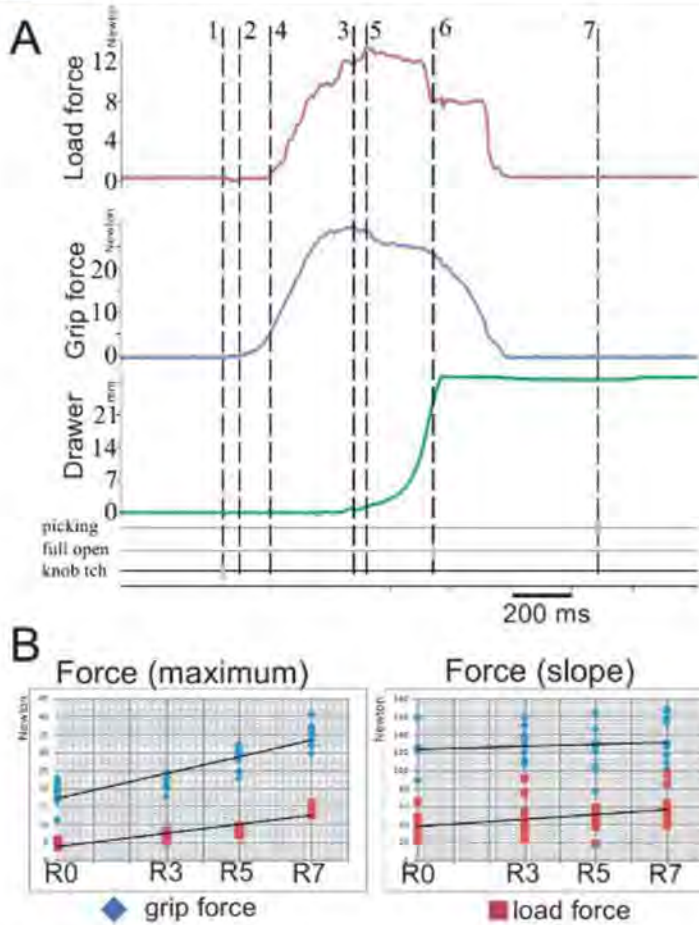 A
1 2 4 3 5 6 7
Newton
Load force
12
8
4
0
Newton
Grip force
20
10
0
mm
Drawer
21
14
7
0
picking
full open
knob tch
200 ms
B
Force (maximum)
Force (slope)
Newton
Newton
R0 R3 R5 R7
R0 R3 R5 R7
grip force
load force